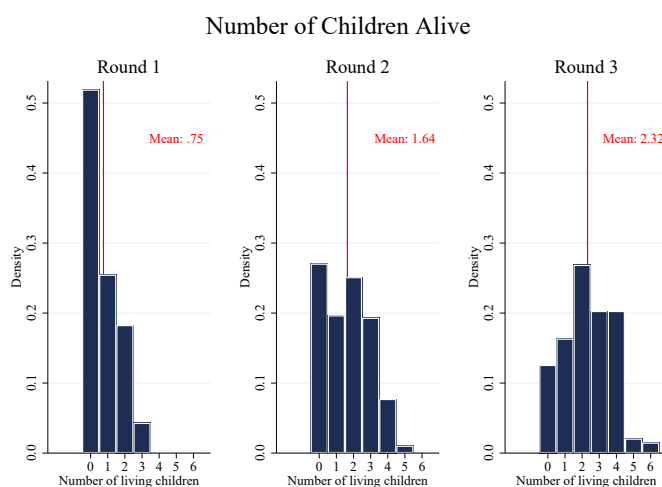 Number of Children Alive
Round 1
0.0
0.1
0.2
0.3
0.4
0.5
Density
Mean: .75
0 1 2 3 4 5 6
Number of living children
Round 2
0.0
0.1
0.2
0.3
0.4
0.5
Density
Mean: 1.64
0 1 2 3 4 5 6
Number of living children
Round 3
0.0
0.1
0.2
0.3
0.4
0.5
Density
Mean: 2.32
0 1 2 3 4 5 6
Number of living children